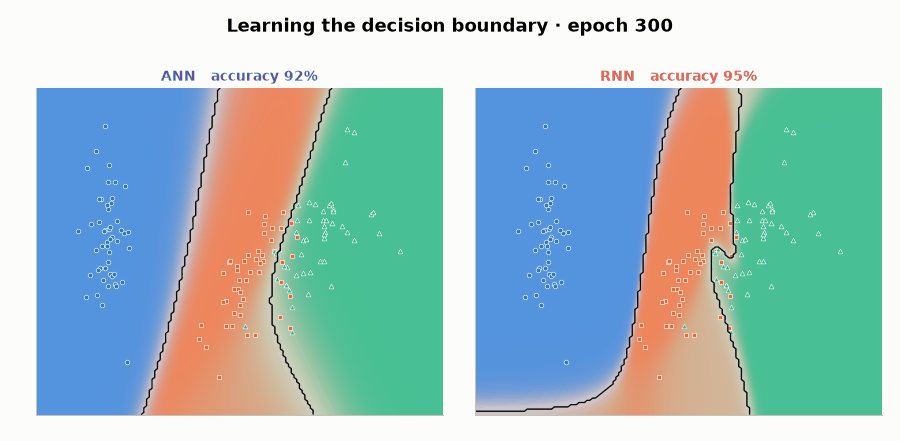 Learning the decision boundary · epoch 300
ANN   accuracy 92%
RNN   accuracy 95%